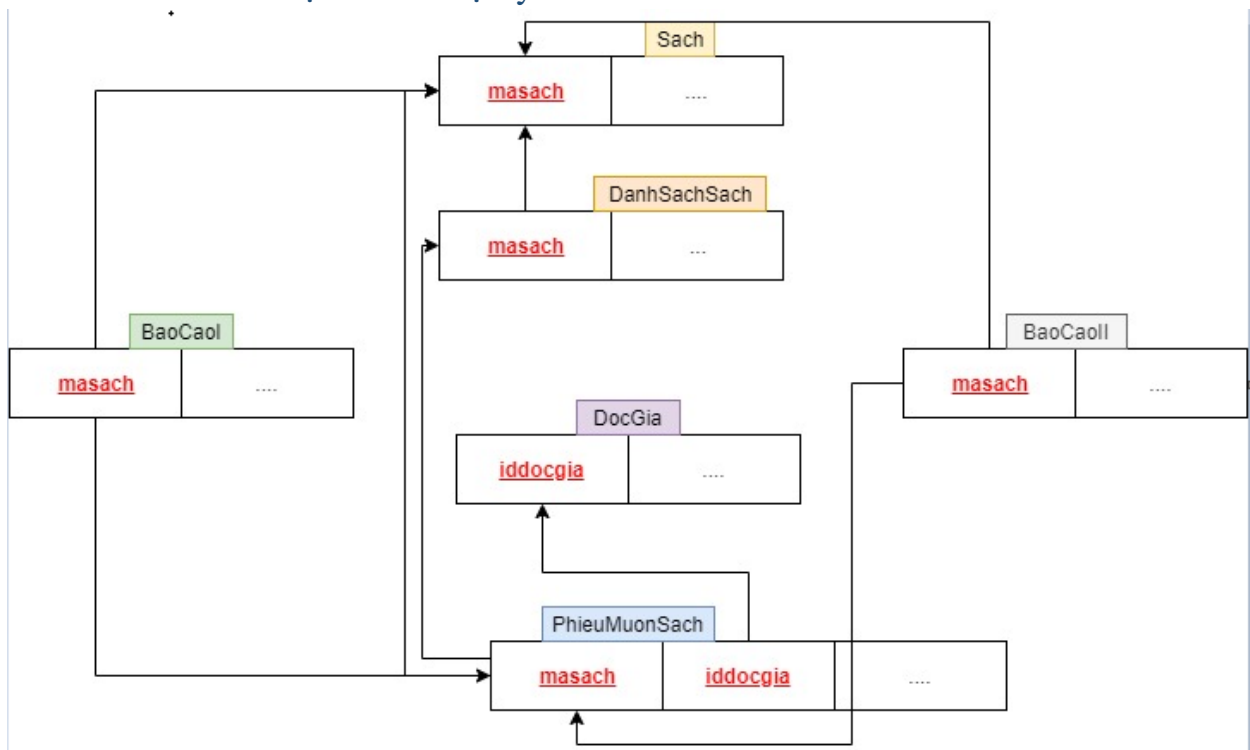 Sach
masach ....
DanhSachSach
masach ...
BaoCaoI
masach ....
BaoCaoII
masach ....
DocGia
iddocgia ....
PhieuMuonSach
masach iddocgia ....